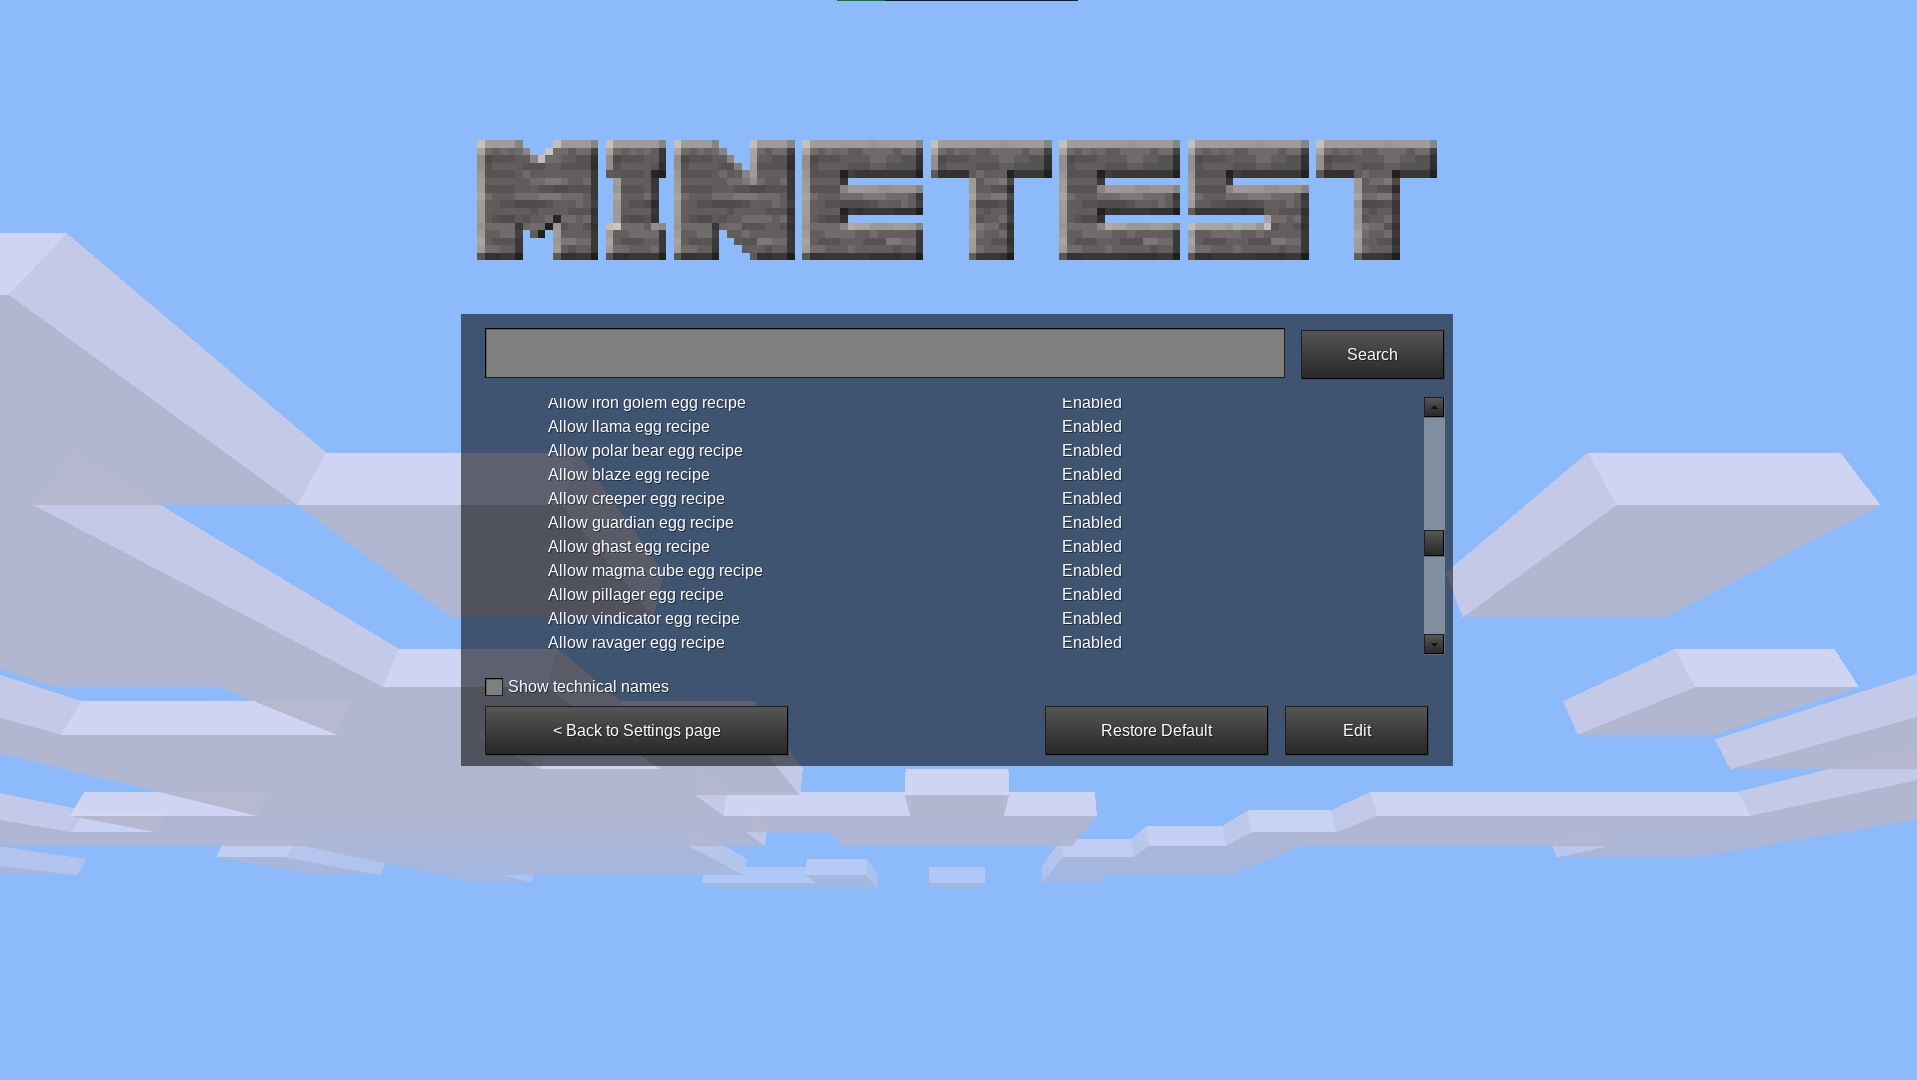 MINETEST
Search
Allow iron golem egg recipe Enabled
Allow llama egg recipe Enabled
Allow polar bear egg recipe Enabled
Allow blaze egg recipe Enabled
Allow creeper egg recipe Enabled
Allow guardian egg recipe Enabled
Allow ghast egg recipe Enabled
Allow magma cube egg recipe Enabled
Allow pillager egg recipe Enabled
Allow vindicator egg recipe Enabled
Allow ravager egg recipe Enabled
Show technical names
< Back to Settings page Restore Default Edit